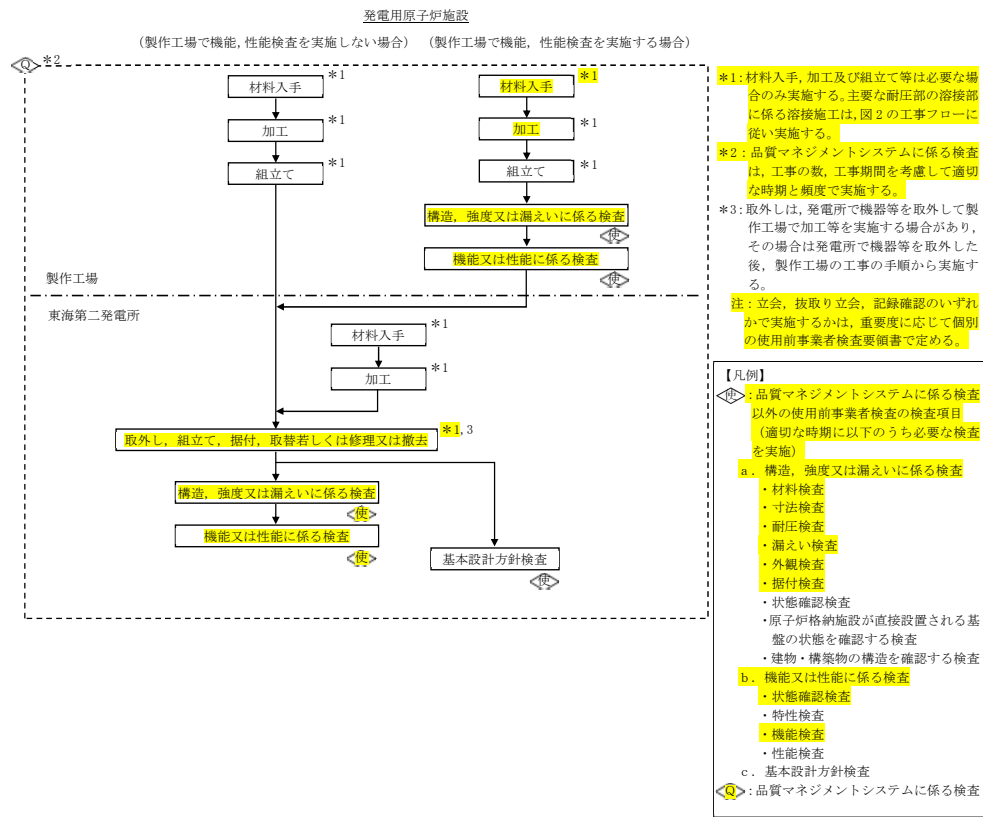 発電用原子炉施設
（製作工場で機能,性能検査を実施しない場合）
（製作工場で機能，性能検査を実施する場合）
Q ＊2
材料入手 ＊1
加工 ＊1
組立て ＊1
材料入手 ＊1
加工 ＊1
組立て ＊1
構造，強度又は漏えいに係る検査
使
機能又は性能に係る検査
使
製作工場
東海第二発電所
材料入手 ＊1
加工 ＊1
取外し，組立て，据付，取替若しくは修理又は撤去 ＊1,3
構造，強度又は漏えいに係る検査
使
機能又は性能に係る検査
使
基本設計方針検査
使
＊1：材料入手，加工及び組立て等は必要な場
合のみ実施する。主要な耐圧部の溶接部
に係る溶接施工は，図２の工事フローに
従い実施する。
＊2：品質マネジメントシステムに係る検査
は，工事の数，工事期間を考慮して適切
な時期と頻度で実施する。
＊3：取外しは，発電所で機器等を取外して製
作工場で加工等を実施する場合があり，
その場合は発電所で機器等を取外した
後，製作工場の工事の手順から実施す
る。
注：立会，抜取り立会，記録確認のいずれ
かで実施するかは，重要度に応じて個別
の使用前事業者検査要領書で定める。
【凡例】
使：品質マネジメントシステムに係る検査
以外の使用前事業者検査の検査項目
（適切な時期に以下のうち必要な検査
を実施）
ａ．構造，強度又は漏えいに係る検査
・材料検査
・寸法検査
・耐圧検査
・漏えい検査
・外観検査
・据付検査
・状態確認検査
・原子炉格納施設が直接設置される基
盤の状態を確認する検査
・建物・構築物の構造を確認する検査
ｂ．機能又は性能に係る検査
・状態確認検査
・特性検査
・機能検査
・性能検査
ｃ．基本設計方針検査
Q：品質マネジメントシステムに係る検査